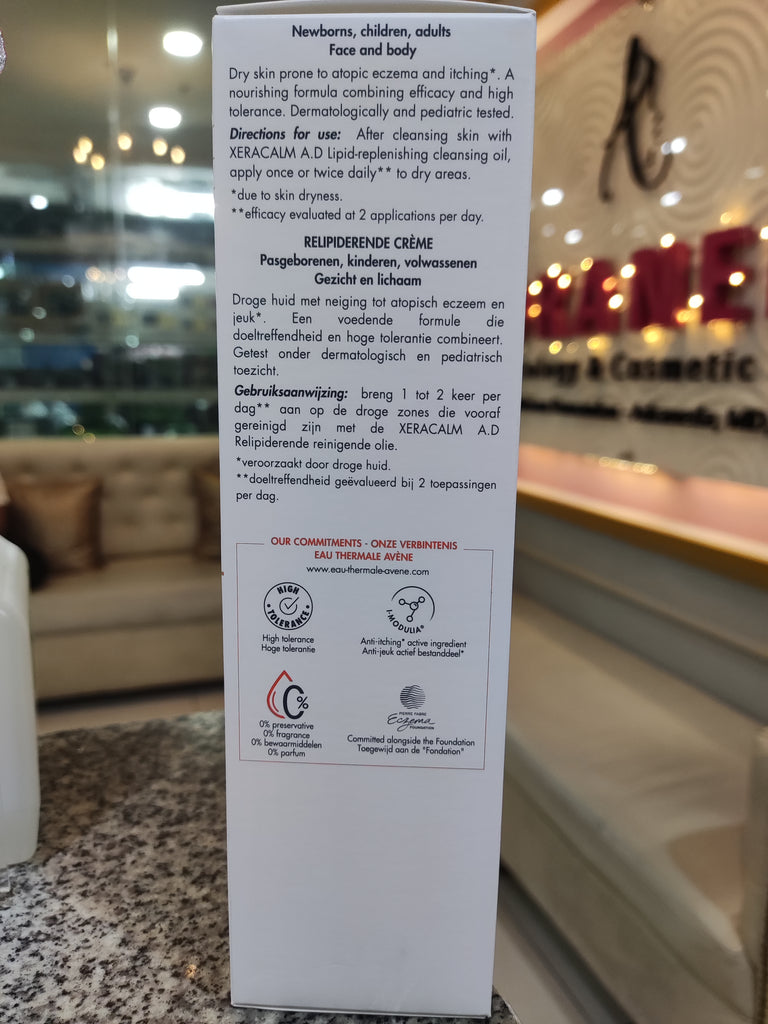 Newborns, children, adults
Face and body
Dry skin prone to atopic eczema and itching*. A
nourishing formula combining efficacy and high
tolerance. Dermatologically and pediatric tested.
Directions for use: After cleansing skin with
XERACALM A.D Lipid-replenishing cleansing oil,
apply once or twice daily** to dry areas.
*due to skin dryness.
**efficacy evaluated at 2 applications per day.
RELIPIDERENDE CRÈME
Pasgeborenen, kinderen, volwassenen
Gezicht en lichaam
Droge huid met neiging tot atopisch eczeem en
jeuk*. Een voedende formule die
doeltreffendheid en hoge tolerantie combineert.
Getest onder dermatologisch en pediatrisch
toezicht.
Gebruiksaanwijzing: breng 1 tot 2 keer per
dag** aan op de droge zones die vooraf
gereinigd zijn met de XERACALM A.D
Relipiderende reinigende olie.
*veroorzaakt door droge huid.
**doeltreffendheid geëvalueerd bij 2 toepassingen
per dag.
OUR COMMITMENTS - ONZE VERBINTENIS
EAU THERMALE AVÈNE
www.eau-thermale-avene.com
HIGH
TOLERANCE
High tolerance
Hoge tolerantie
I-MODULIA®
Anti-itching* active ingredient
Anti-jeuk actief bestanddeel*
%
0% preservative
0% fragrance
0% bewaarmiddelen
0% parfum
PIERRE FABRE
Eczema
FOUNDATION
Committed alongside the Foundation
Toegewijd aan de "Fondation"
& Cosmetic